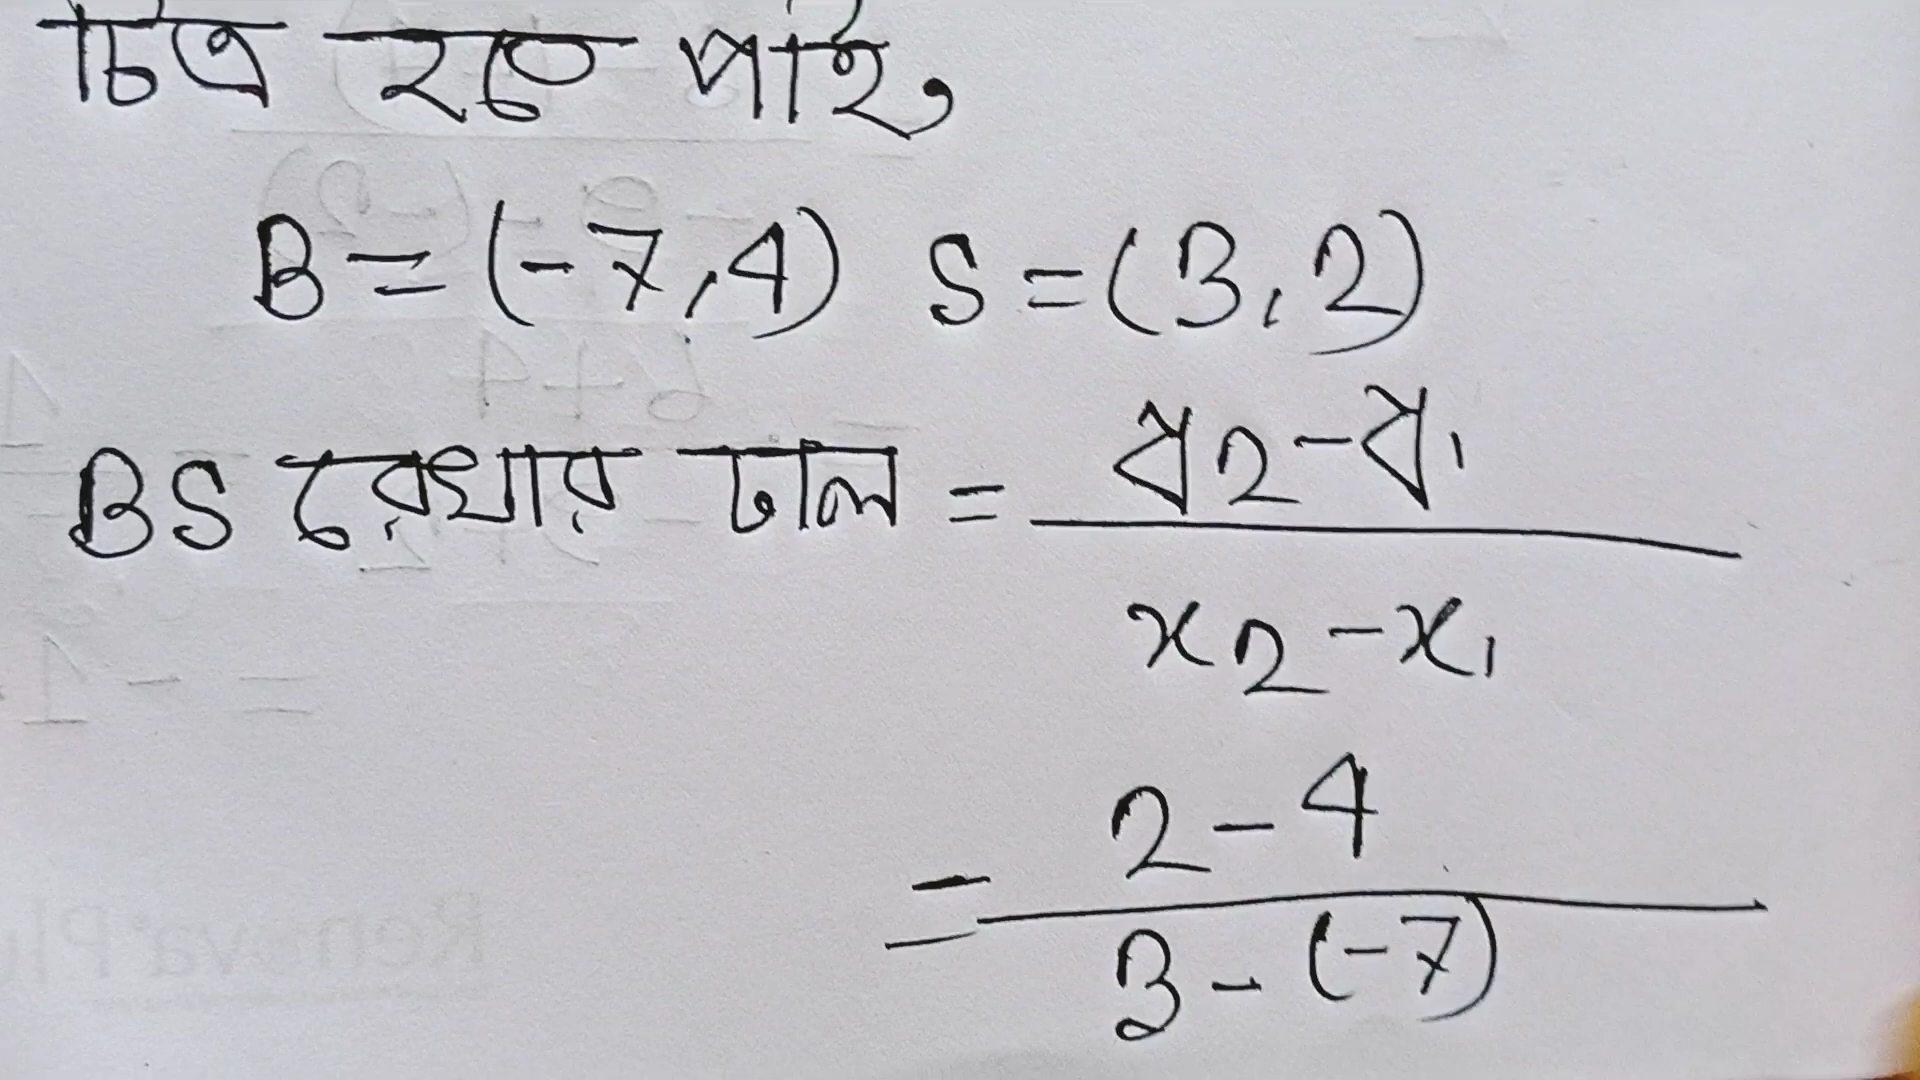 চিত্র হতে পাই,
B = (-7,4) S = (3,2)
BS রেখার ঢাল = y2-y1
x2-x1
= 2-4
3-(-7)